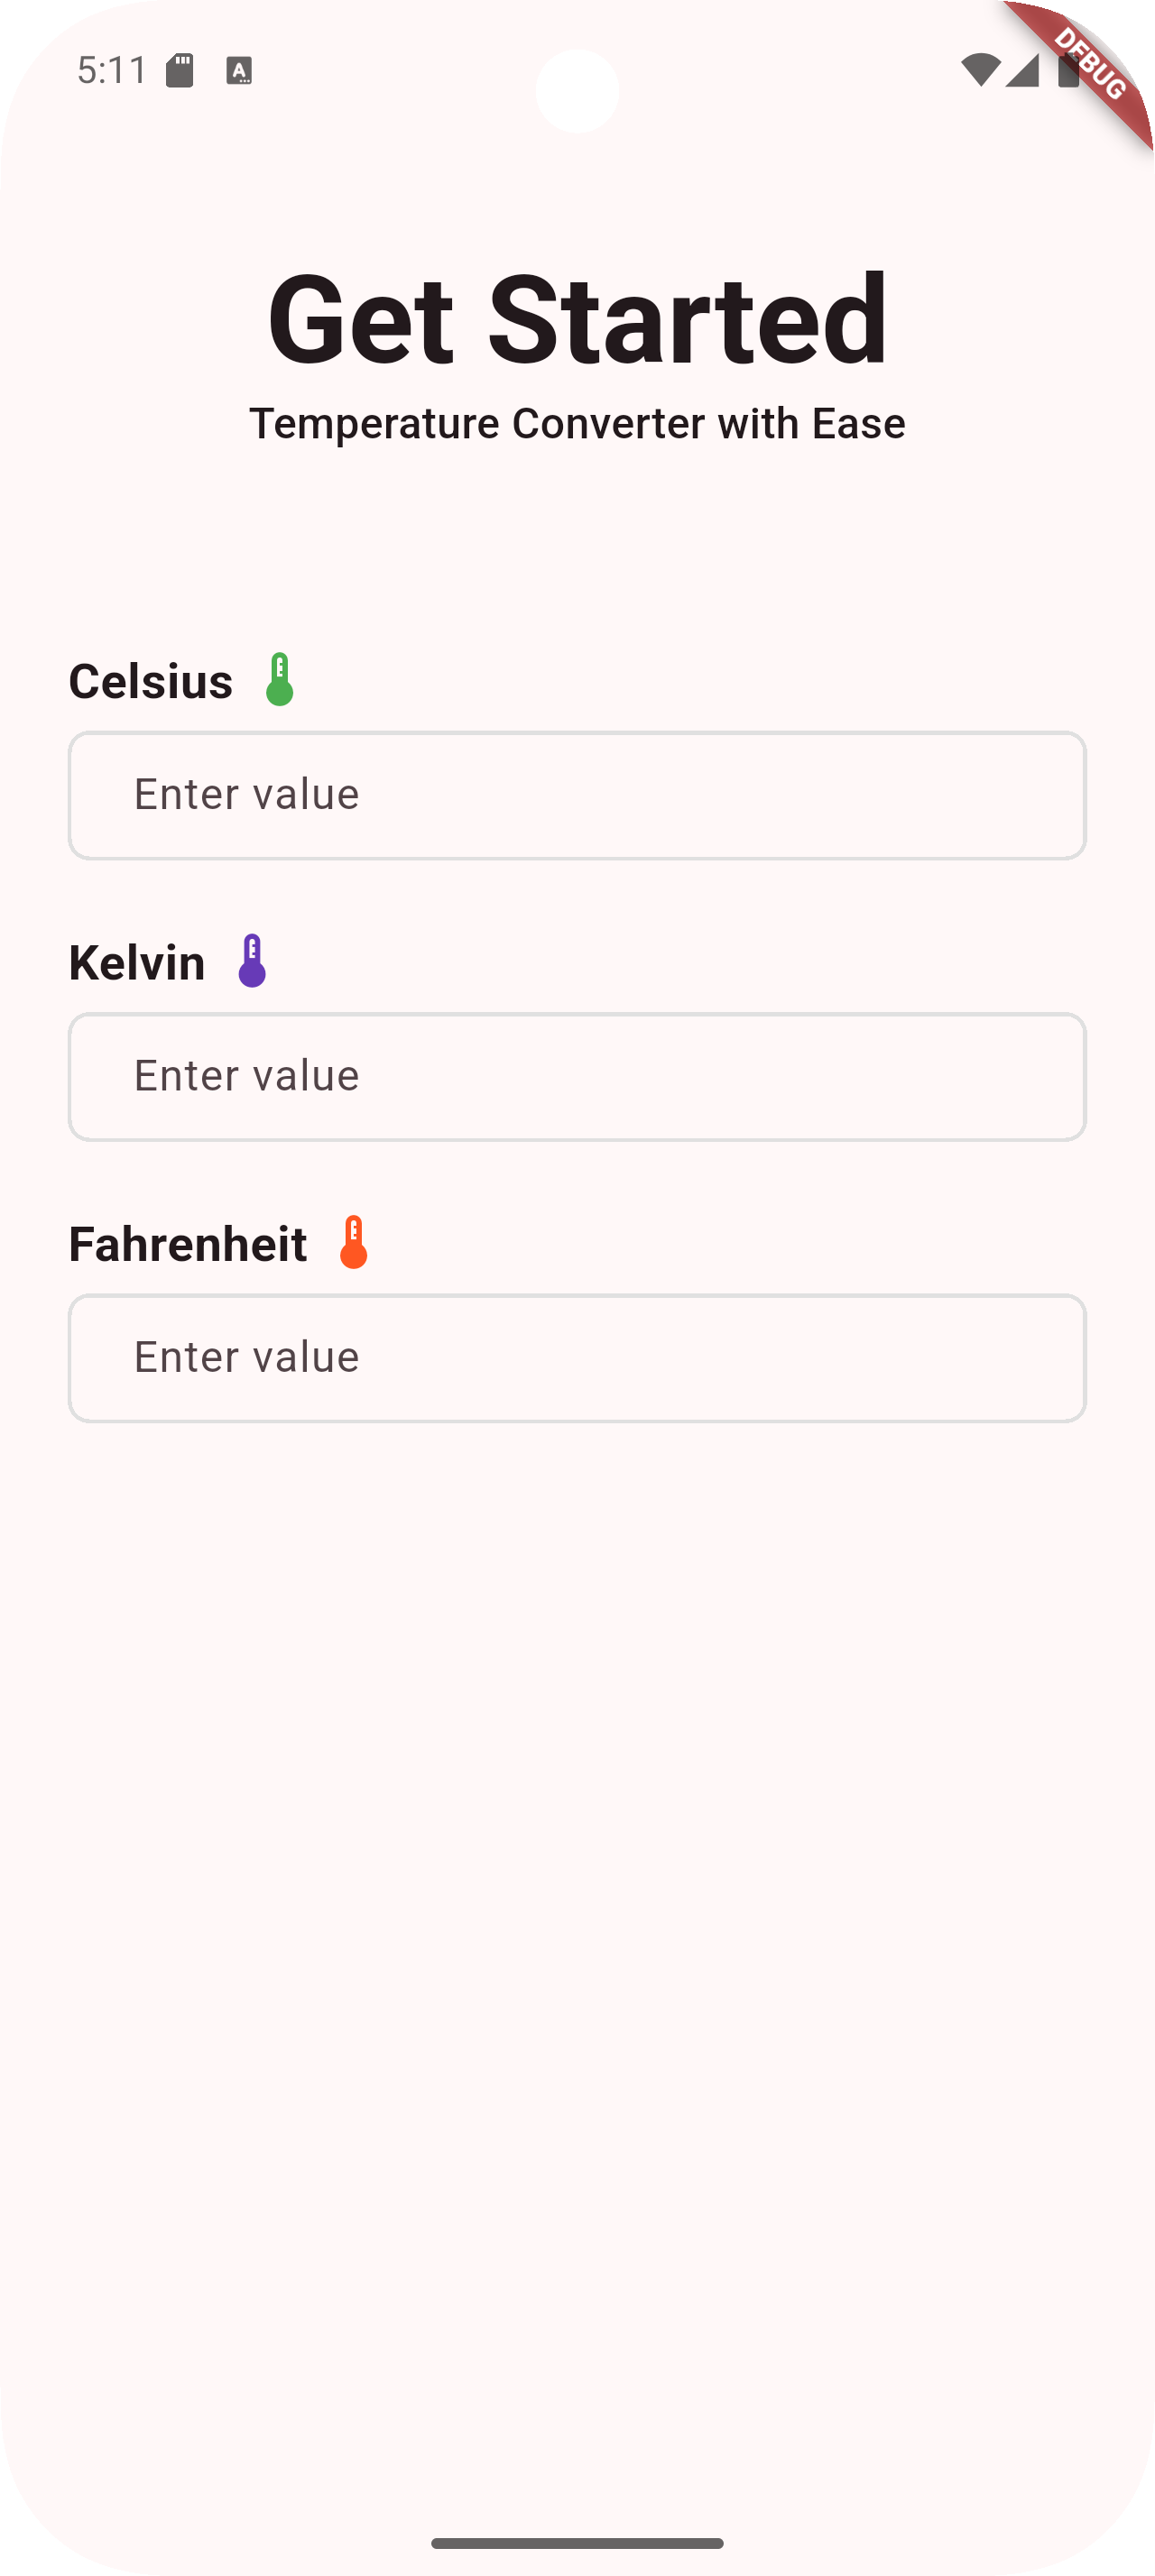 5:11
DEBUG
Get Started
Temperature Converter with Ease
Celsius
Enter value
Kelvin
Enter value
Fahrenheit
Enter value